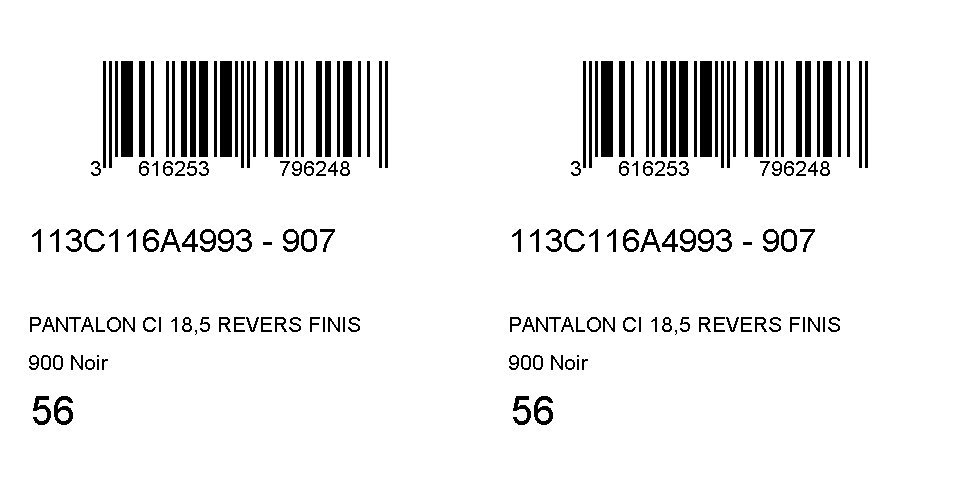 3 616253 796248
113C116A4993 - 907
PANTALON CI 18,5 REVERS FINIS
900 Noir
56
3 616253 796248
113C116A4993 - 907
PANTALON CI 18,5 REVERS FINIS
900 Noir
56